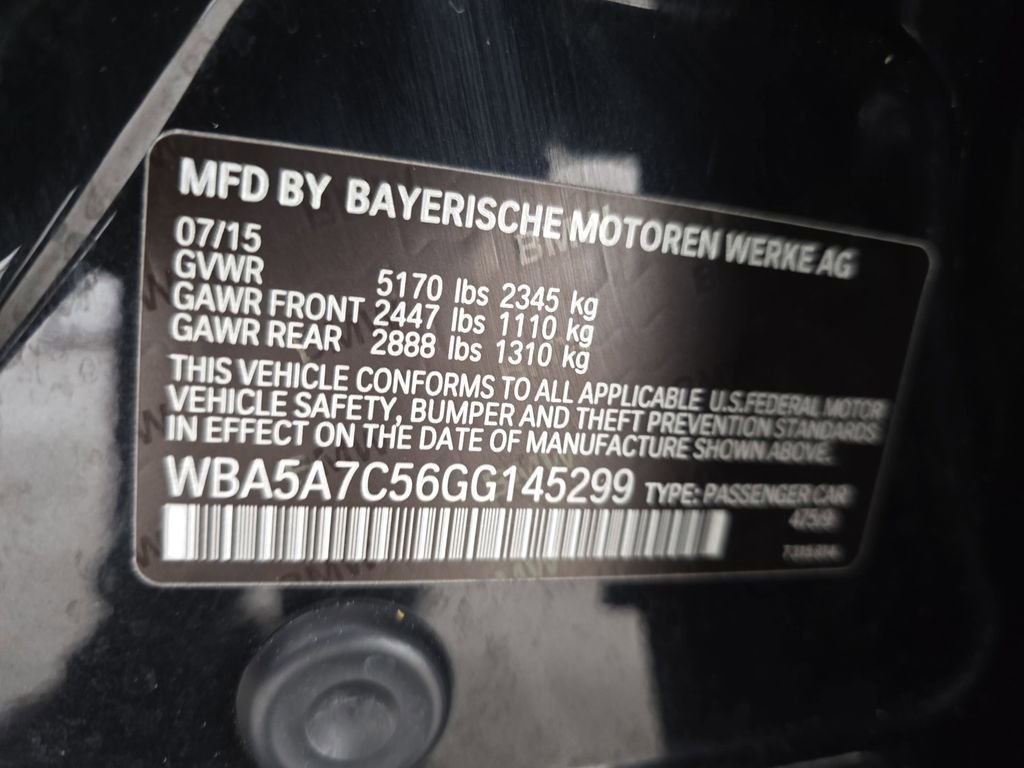 MFD BY BAYERISCHE MOTOREN WERKE AG
07/15
GVWR 5170 lbs 2345 kg
GAWR FRONT 2447 lbs 1110 kg
GAWR REAR 2888 lbs 1310 kg
THIS VEHICLE CONFORMS TO ALL APPLICABLE U.S.FEDERAL MOTOR
VEHICLE SAFETY, BUMPER AND THEFT PREVENTION STANDARDS
IN EFFECT ON THE DATE OF MANUFACTURE SHOWN ABOVE.
WBA5A7C56GG145299 TYPE: PASSENGER CAR